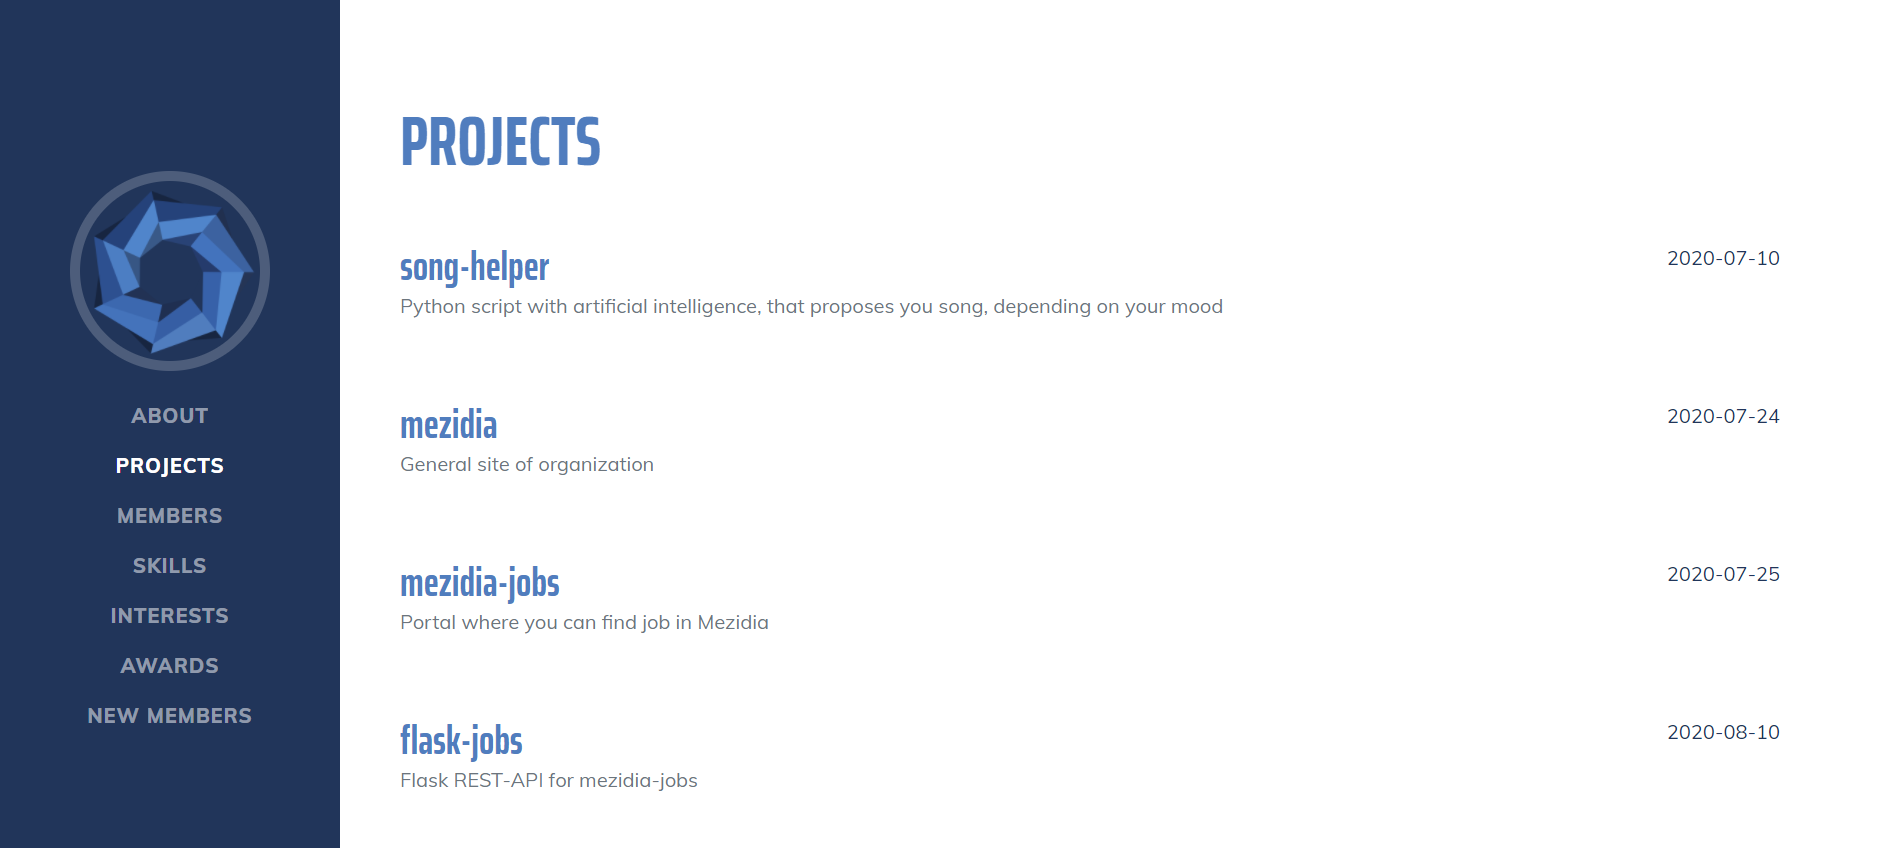 ABOUT
PROJECTS
MEMBERS
SKILLS
INTERESTS
AWARDS
NEW MEMBERS
PROJECTS
song-helper
2020-07-10
Python script with artificial intelligence, that proposes you song, depending on your mood
mezidia
2020-07-24
General site of organization
mezidia-jobs
2020-07-25
Portal where you can find job in Mezidia
flask-jobs
2020-08-10
Flask REST-API for mezidia-jobs